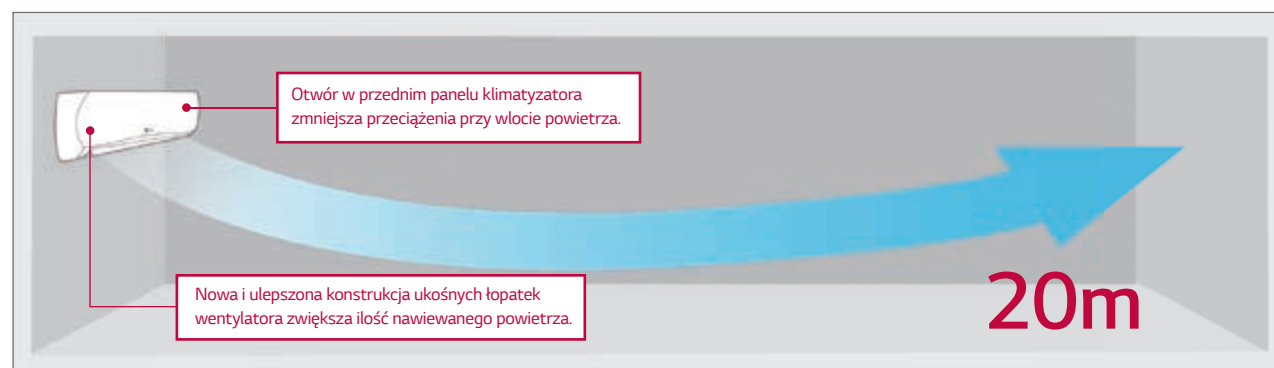 Otwór w przednim panelu klimatyzatora
zmniejsza przeciążenia przy wlocie powietrza.
Nowa i ulepszona konstrukcja ukośnych łopatek
wentylatora zwiększa ilość nawiewanego powietrza.
20m